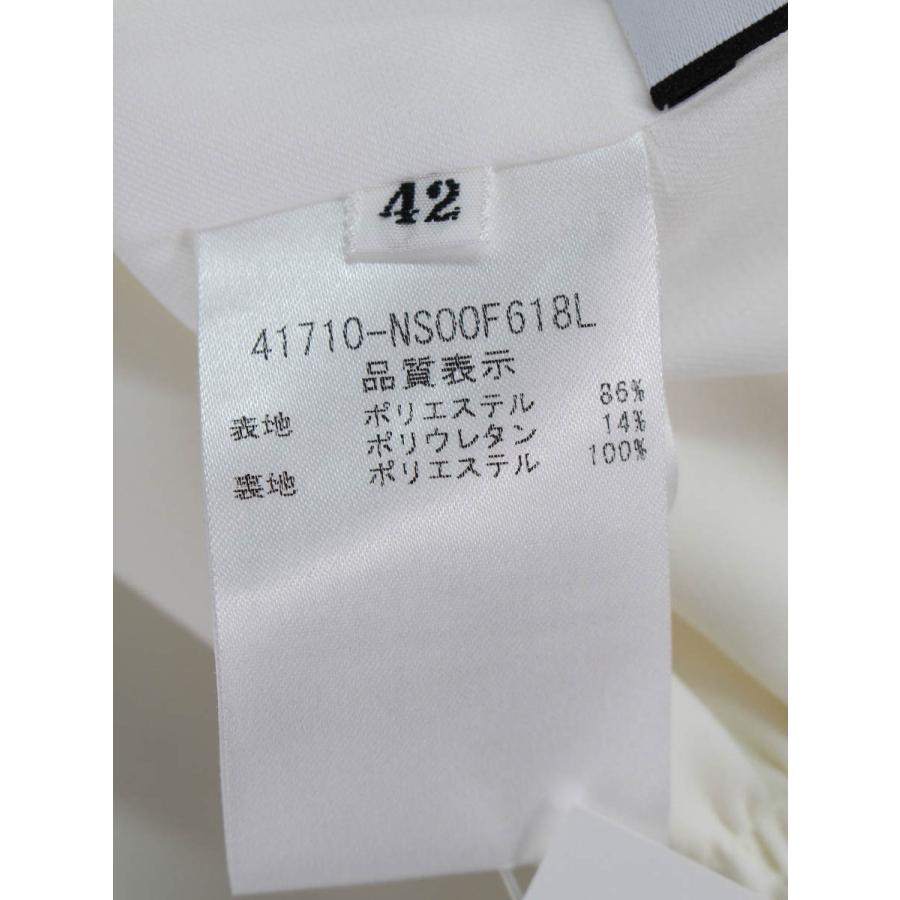 42
41710-NS00F618L
品質表示
表地 ポリエステル 86%
ポリウレタン 14%
裏地 ポリエステル 100%